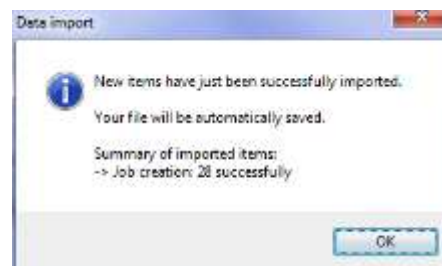 Data import
New items have just been successfully imported.
Your file will be automatically saved.
Summary of imported items:
-> Job creation: 28 successfully
OK